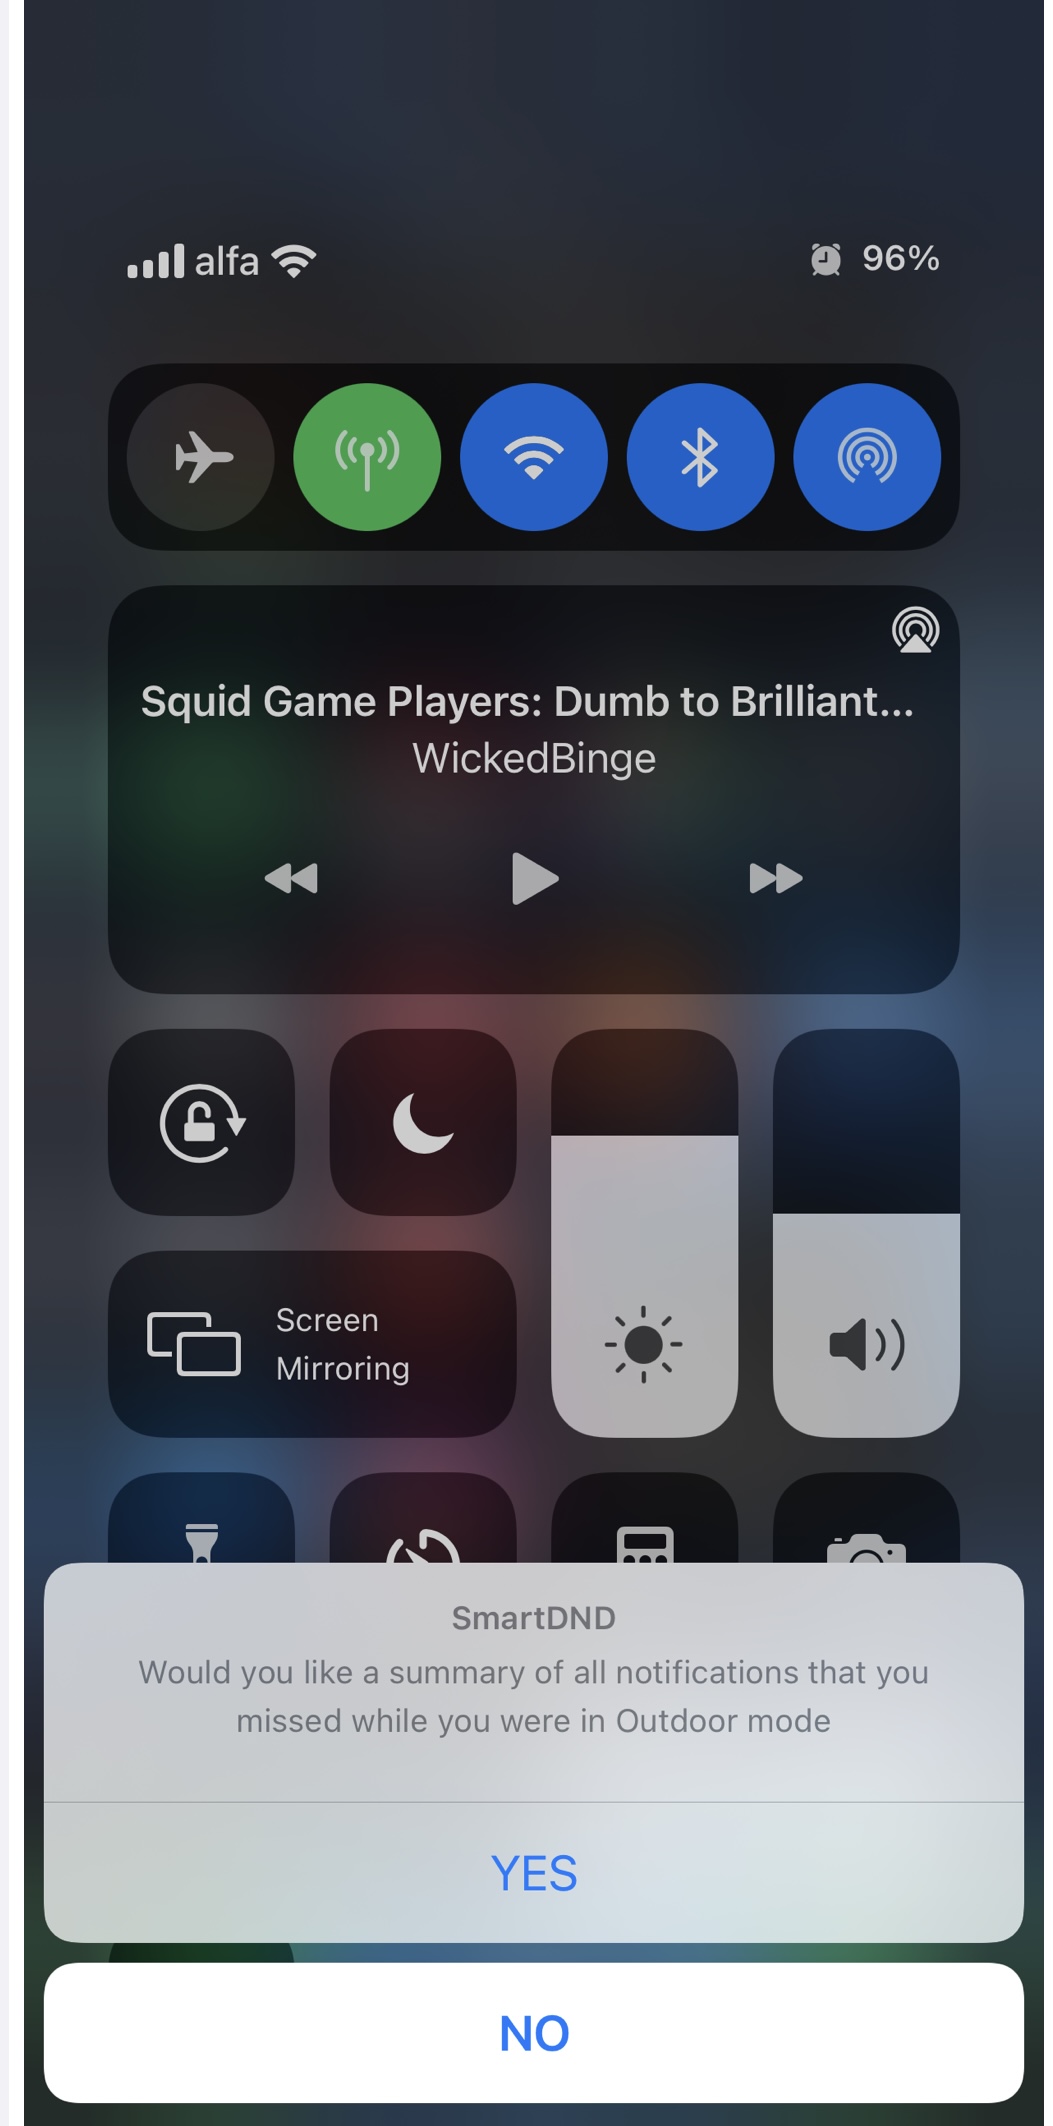 alfa 96%
Squid Game Players: Dumb to Brilliant...
WickedBinge
Screen
Mirroring
SmartDND
Would you like a summary of all notifications that you
missed while you were in Outdoor mode
YES
NO